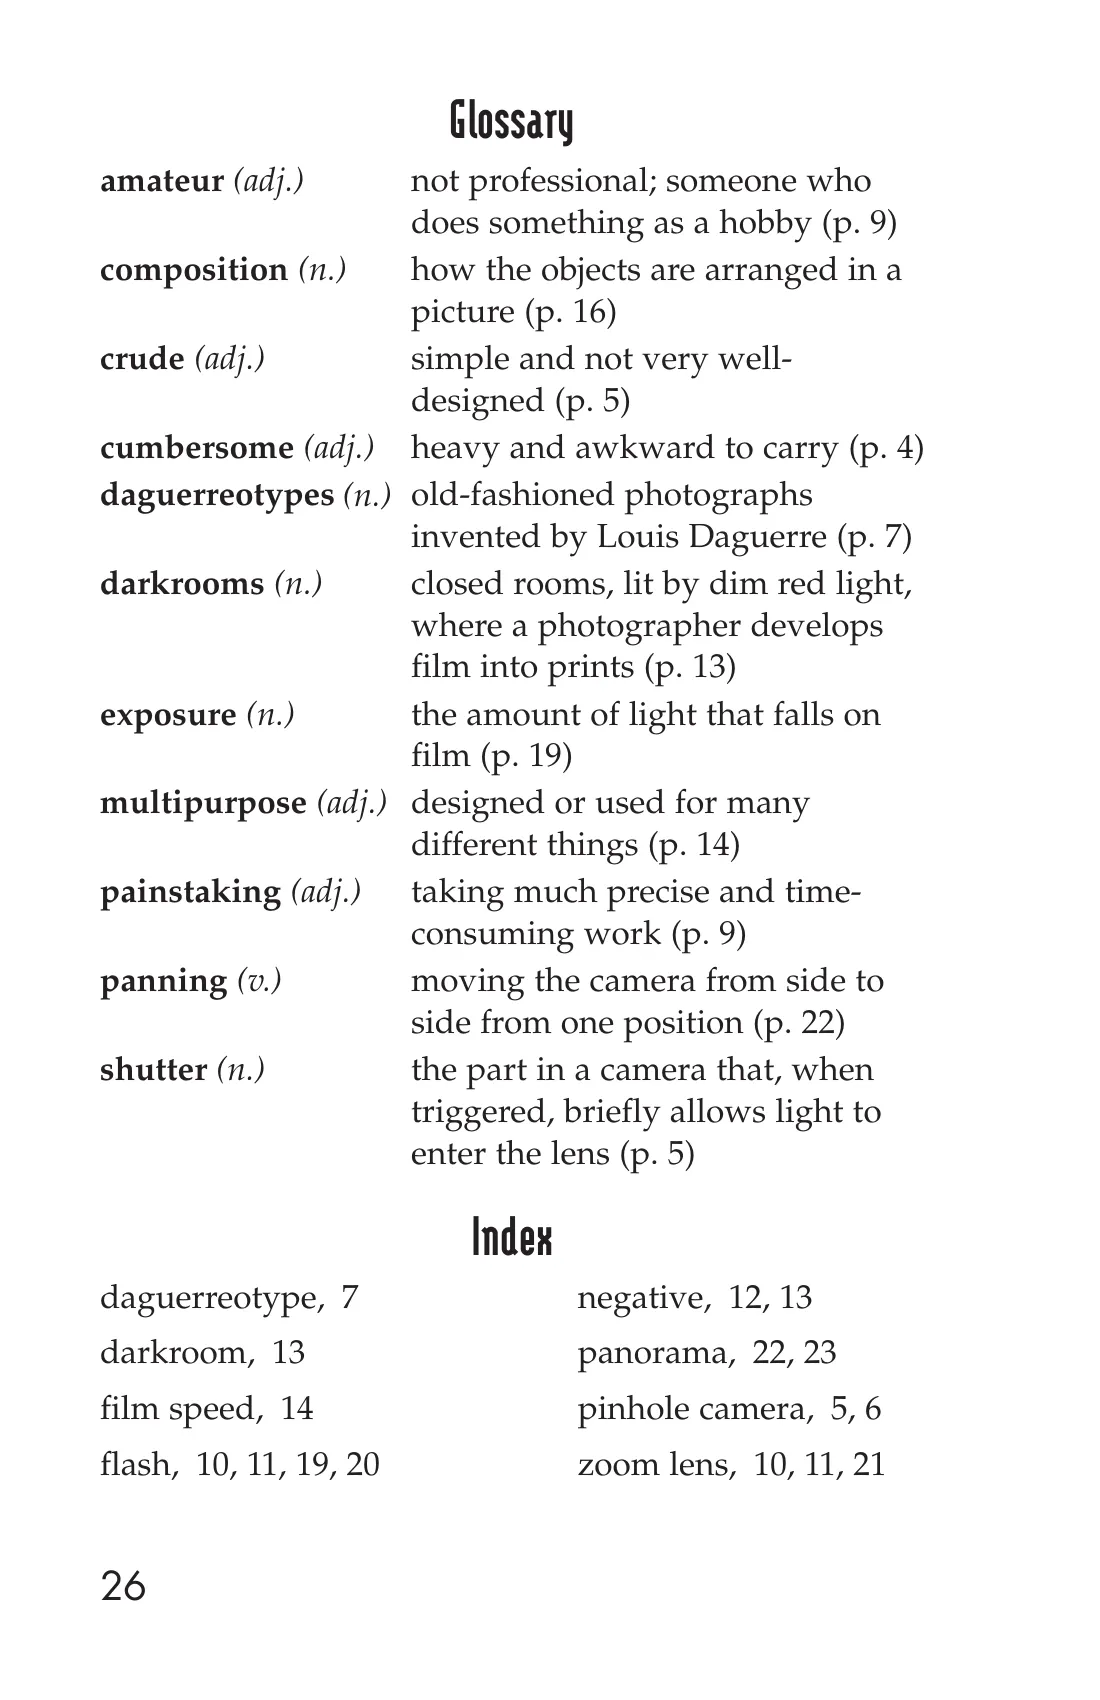 Glossary
amateur (adj.) not professional; someone who
does something as a hobby (p. 9)
composition (n.) how the objects are arranged in a
picture (p. 16)
crude (adj.) simple and not very well-
designed (p. 5)
cumbersome (adj.) heavy and awkward to carry (p. 4)
daguerreotypes (n.) old-fashioned photographs
invented by Louis Daguerre (p. 7)
darkrooms (n.) closed rooms, lit by dim red light,
where a photographer develops
film into prints (p. 13)
exposure (n.) the amount of light that falls on
film (p. 19)
multipurpose (adj.) designed or used for many
different things (p. 14)
painstaking (adj.) taking much precise and time-
consuming work (p. 9)
panning (v.) moving the camera from side to
side from one position (p. 22)
shutter (n.) the part in a camera that, when
triggered, briefly allows light to
enter the lens (p. 5)
Index
daguerreotype, 7
darkroom, 13
film speed, 14
flash, 10, 11, 19, 20
negative, 12, 13
panorama, 22, 23
pinhole camera, 5, 6
zoom lens, 10, 11, 21
26